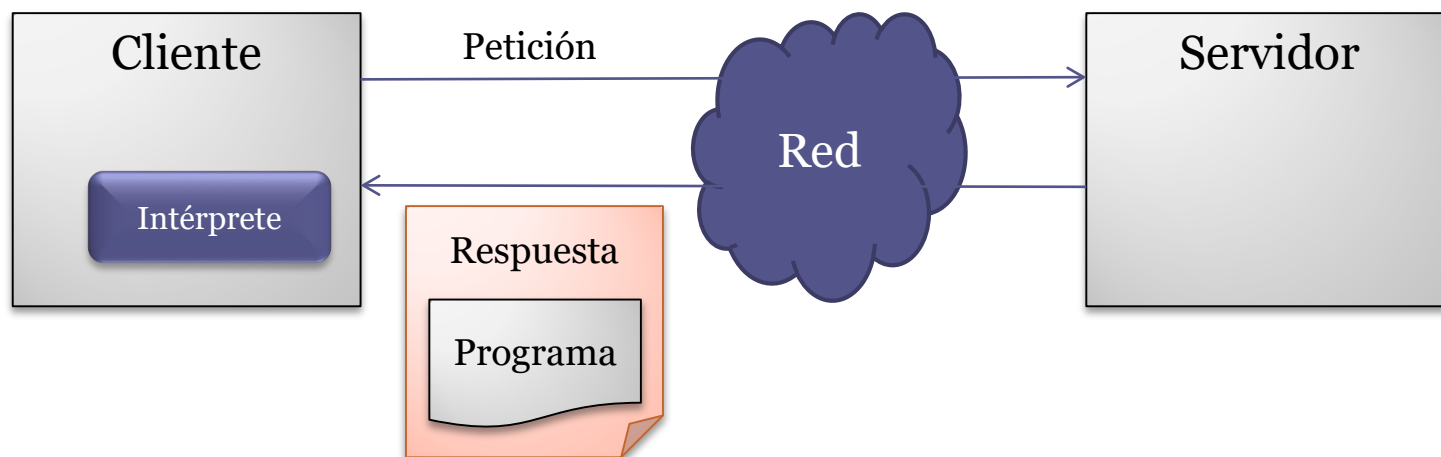 Cliente
Petición
Servidor
Red
Intérprete
Respuesta
Programa